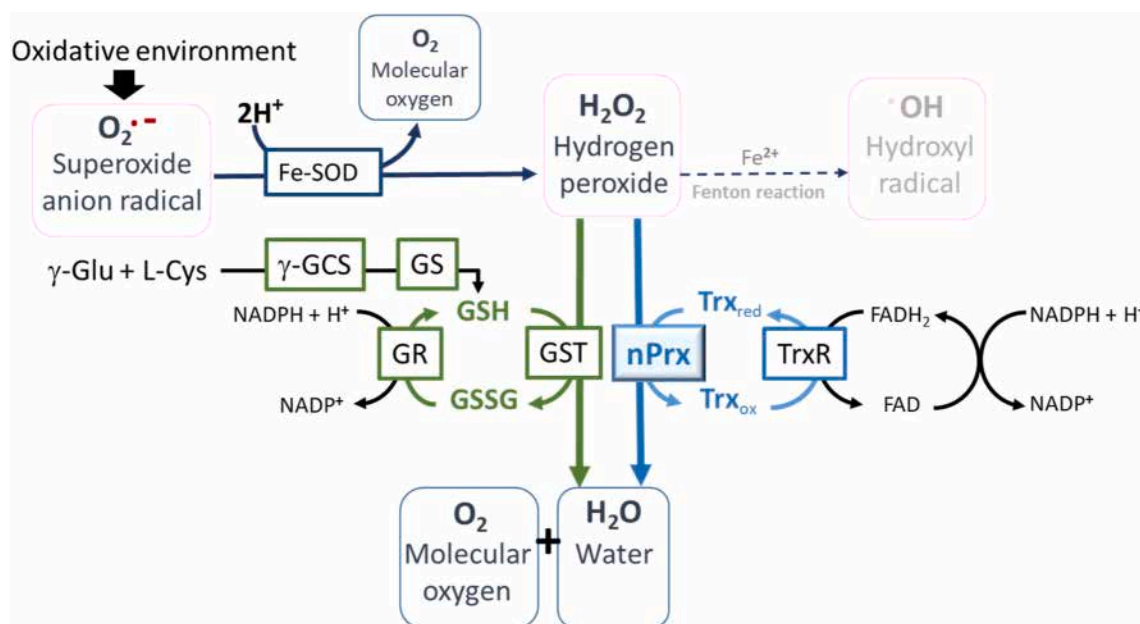 Oxidative environment
O₂
Molecular
oxygen
O₂·⁻
Superoxide
anion radical
2H⁺
Fe-SOD
H₂O₂
Hydrogen
peroxide
Fe²⁺
Fenton reaction
·OH
Hydroxyl
radical
γ-Glu + L-Cys
γ-GCS
GS
NADPH + H⁺
GSH
GR
GST
NADP⁺
GSSG
nPrx
Trx_red
Trx_ox
TrxR
FADH₂
FAD
NADPH + H⁺
NADP⁺
O₂
Molecular
oxygen
+
H₂O
Water